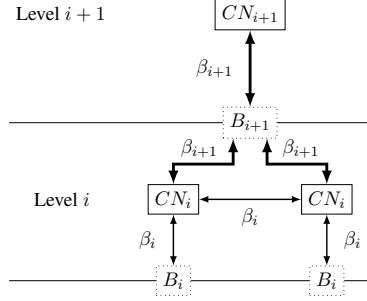 Level i + 1
CN_{i+1}
β_{i+1}
B_{i+1}
β_{i+1} β_{i+1}
Level i
CN_i CN_i
β_i
β_i β_i
B_i B_i